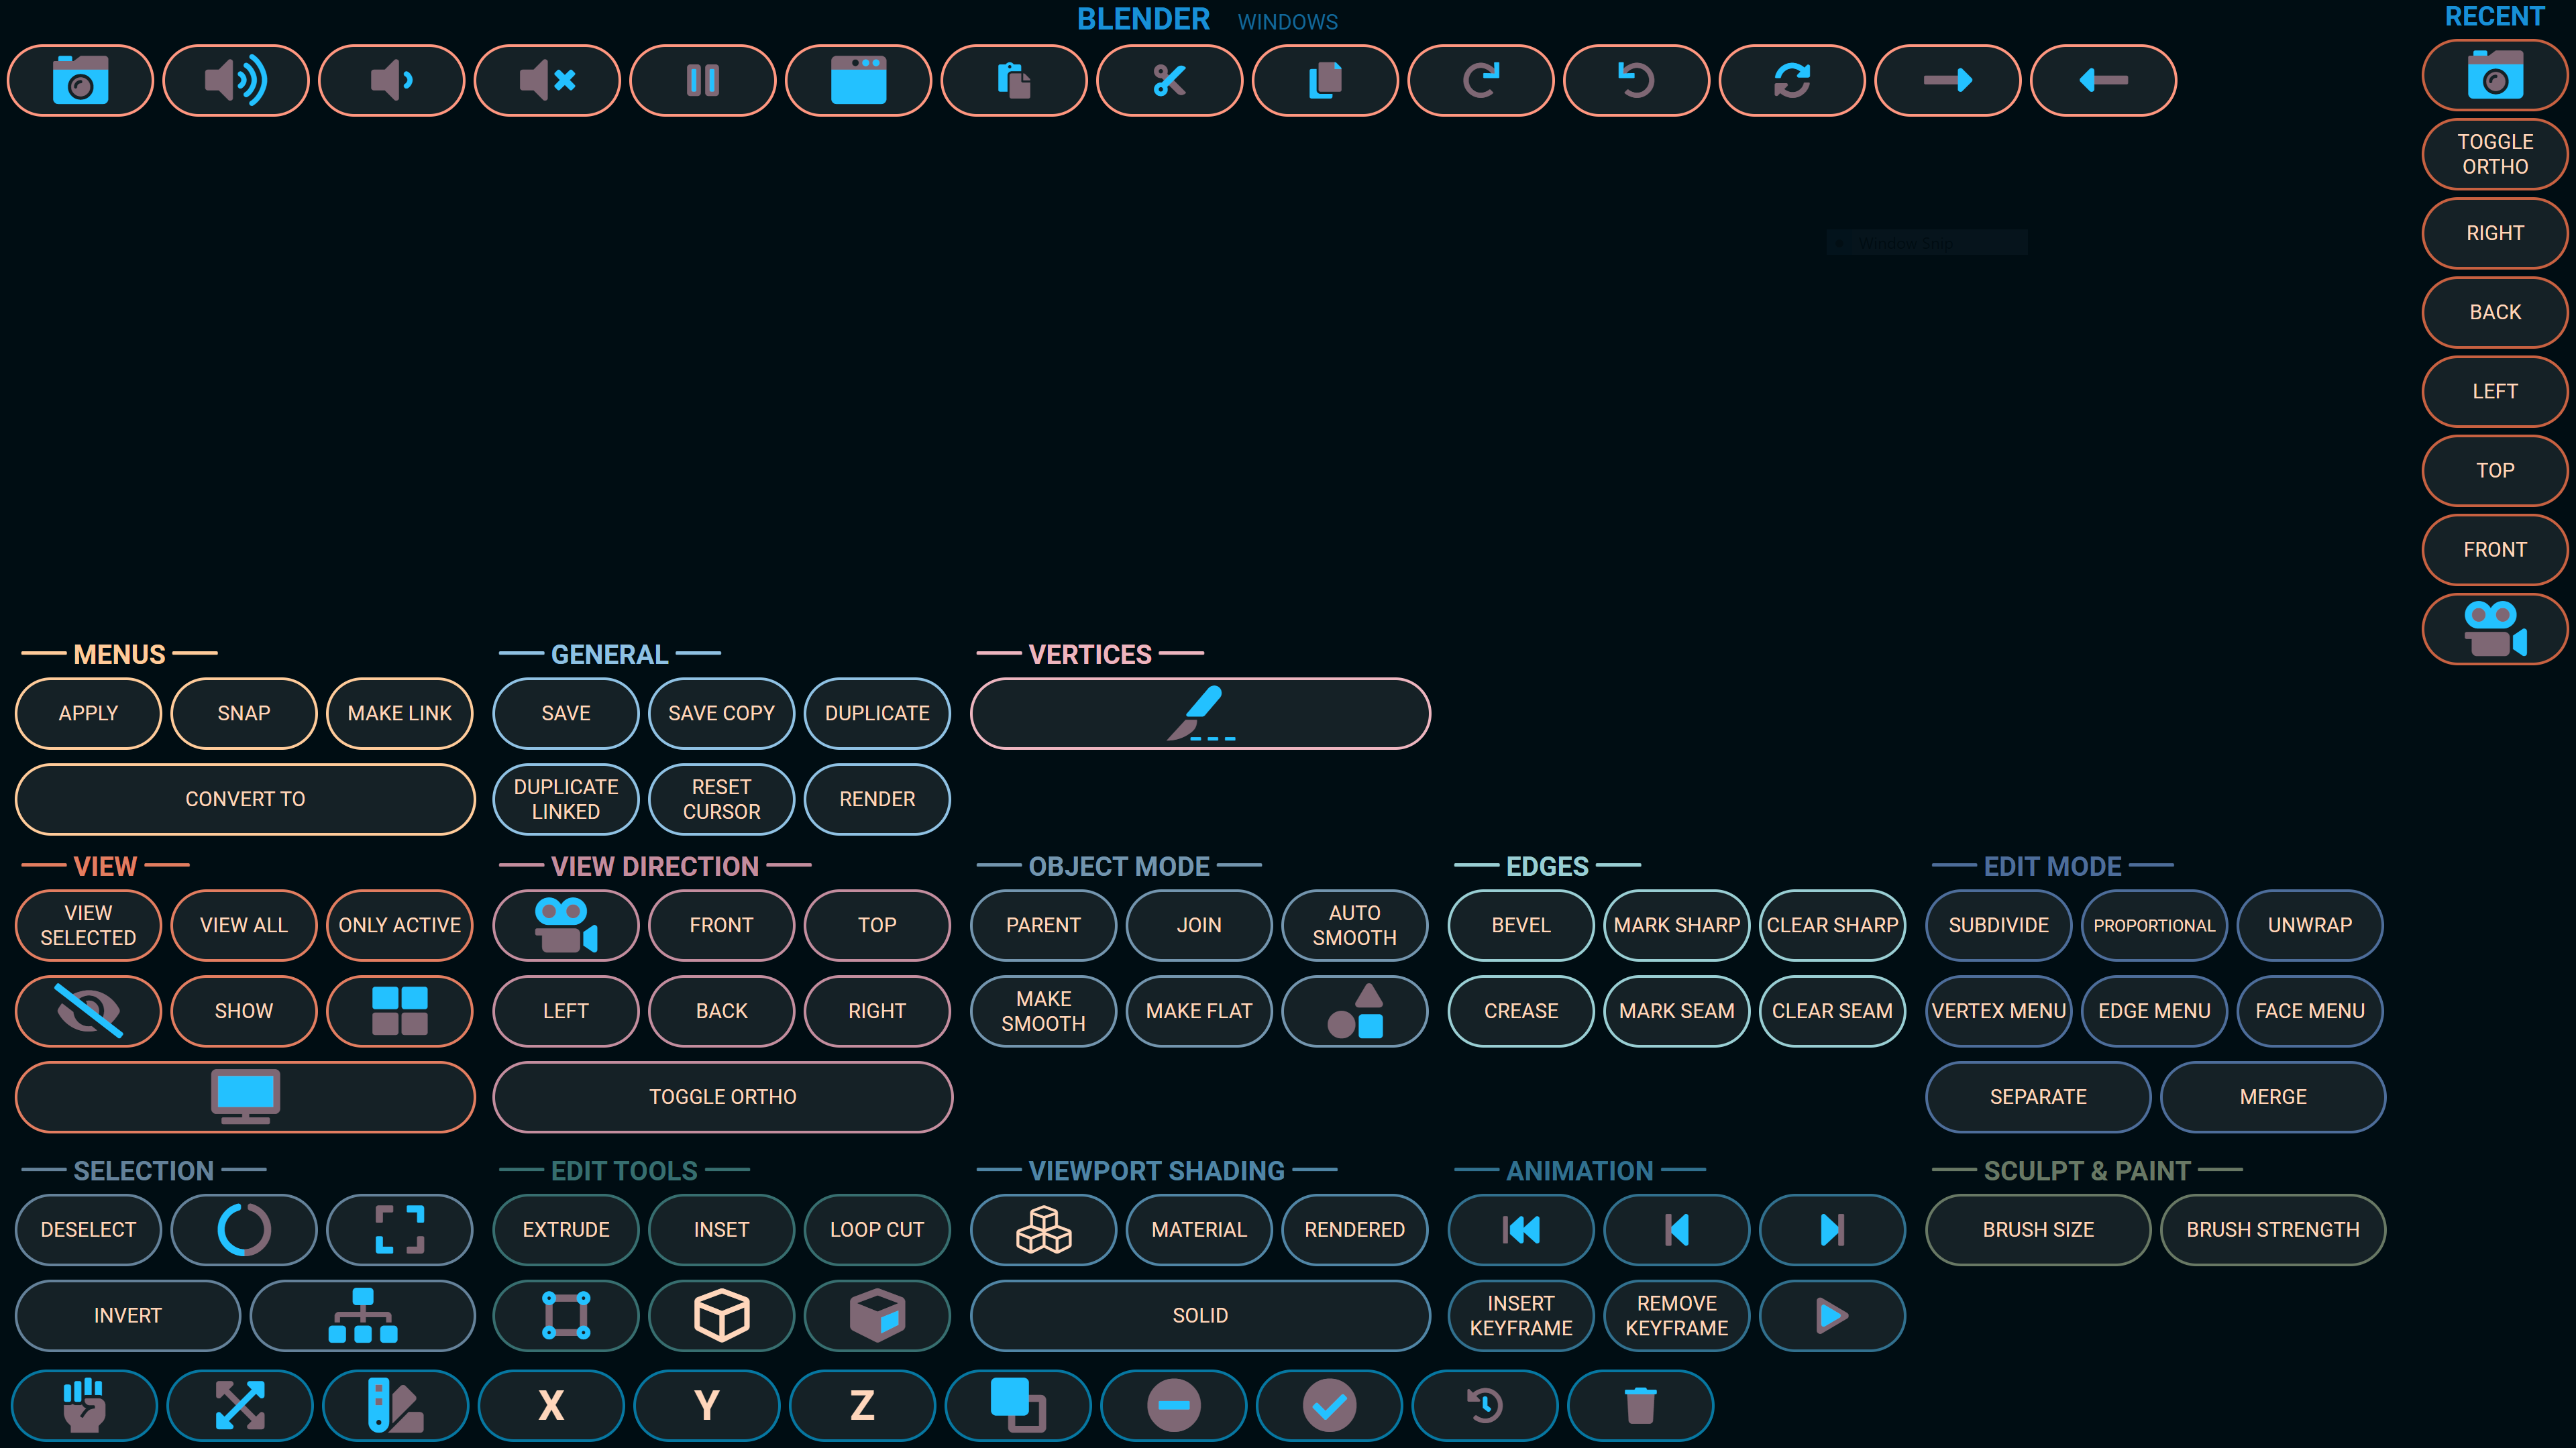 BLENDER WINDOWS
RECENT
TOGGLE
ORTHO
RIGHT
BACK
LEFT
TOP
FRONT
Window Snip
MENUS
APPLY
SNAP
MAKE LINK
CONVERT TO
GENERAL
SAVE
SAVE COPY
DUPLICATE
DUPLICATE
LINKED
RESET
CURSOR
RENDER
VERTICES
VIEW
VIEW
SELECTED
VIEW ALL
ONLY ACTIVE
SHOW
VIEW DIRECTION
FRONT
TOP
LEFT
BACK
RIGHT
TOGGLE ORTHO
OBJECT MODE
PARENT
JOIN
AUTO
SMOOTH
MAKE
SMOOTH
MAKE FLAT
EDGES
BEVEL
MARK SHARP
CLEAR SHARP
CREASE
MARK SEAM
CLEAR SEAM
EDIT MODE
SUBDIVIDE
PROPORTIONAL
UNWRAP
VERTEX MENU
EDGE MENU
FACE MENU
SEPARATE
MERGE
SELECTION
DESELECT
INVERT
EDIT TOOLS
EXTRUDE
INSET
LOOP CUT
VIEWPORT SHADING
MATERIAL
RENDERED
SOLID
ANIMATION
INSERT
KEYFRAME
REMOVE
KEYFRAME
SCULPT & PAINT
BRUSH SIZE
BRUSH STRENGTH
X
Y
Z